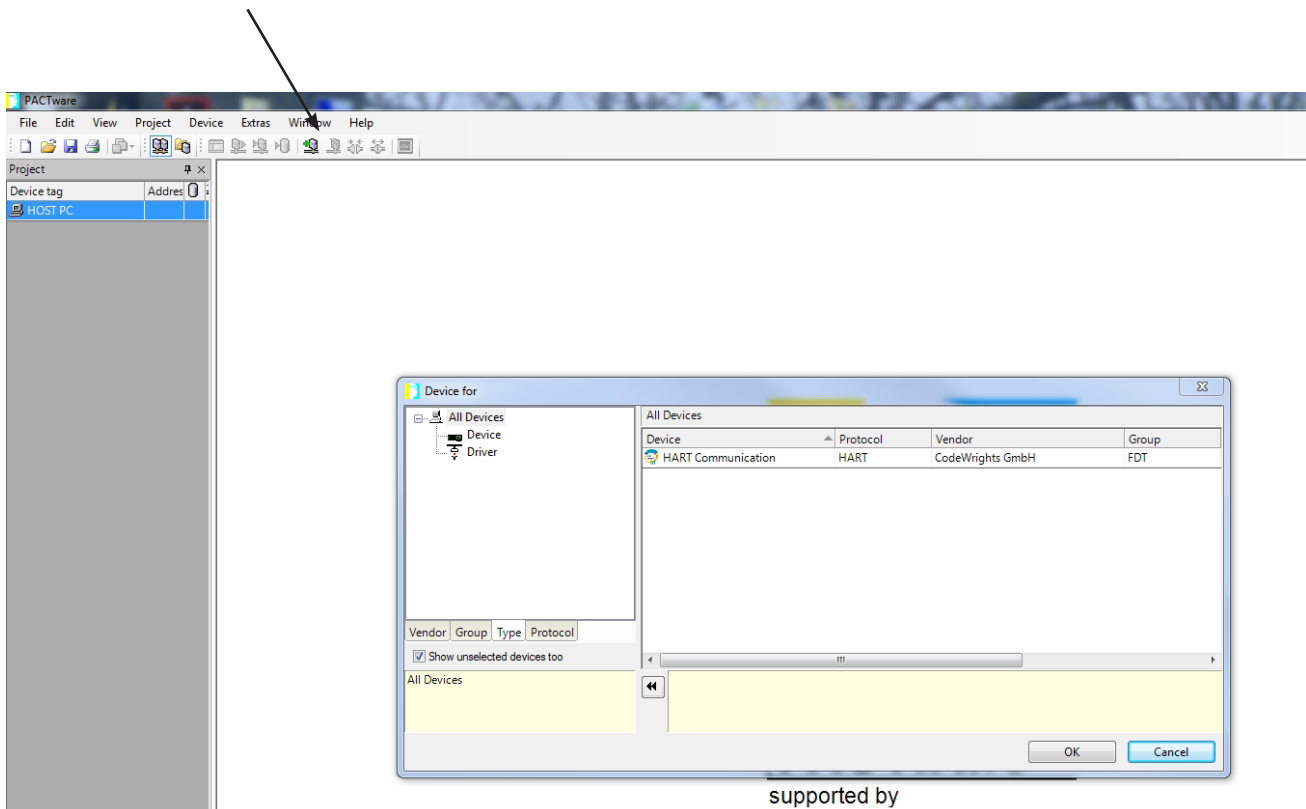 PACTware
File Edit View Project Device Extras Window Help
Project
Device tag Addres
HOST PC
Device for
All Devices
Device
Driver
All Devices
Device Protocol Vendor Group
HART Communication HART CodeWrights GmbH FDT
Vendor Group Type Protocol
Show unselected devices too
All Devices
OK Cancel
supported by